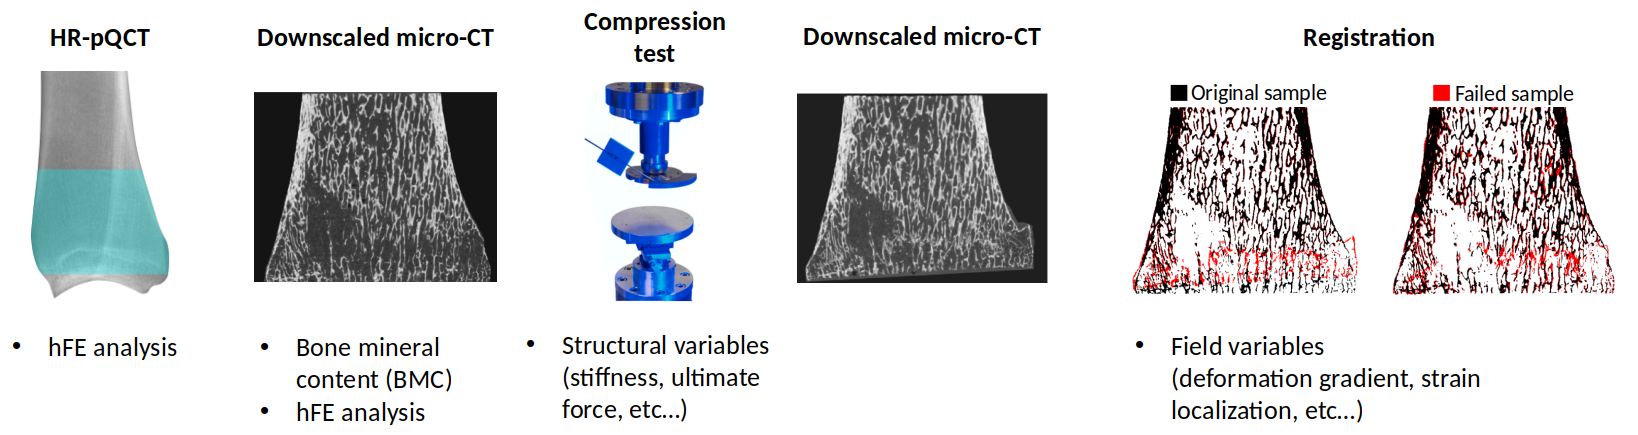 HR-pQCT
• hFE analysis
Downscaled micro-CT
• Bone mineral
content (BMC)
• hFE analysis
Compression
test
• Structural variables
(stiffness, ultimate
force, etc...)
Downscaled micro-CT
Registration
Original sample
Failed sample
• Field variables
(deformation gradient, strain
localization, etc...)